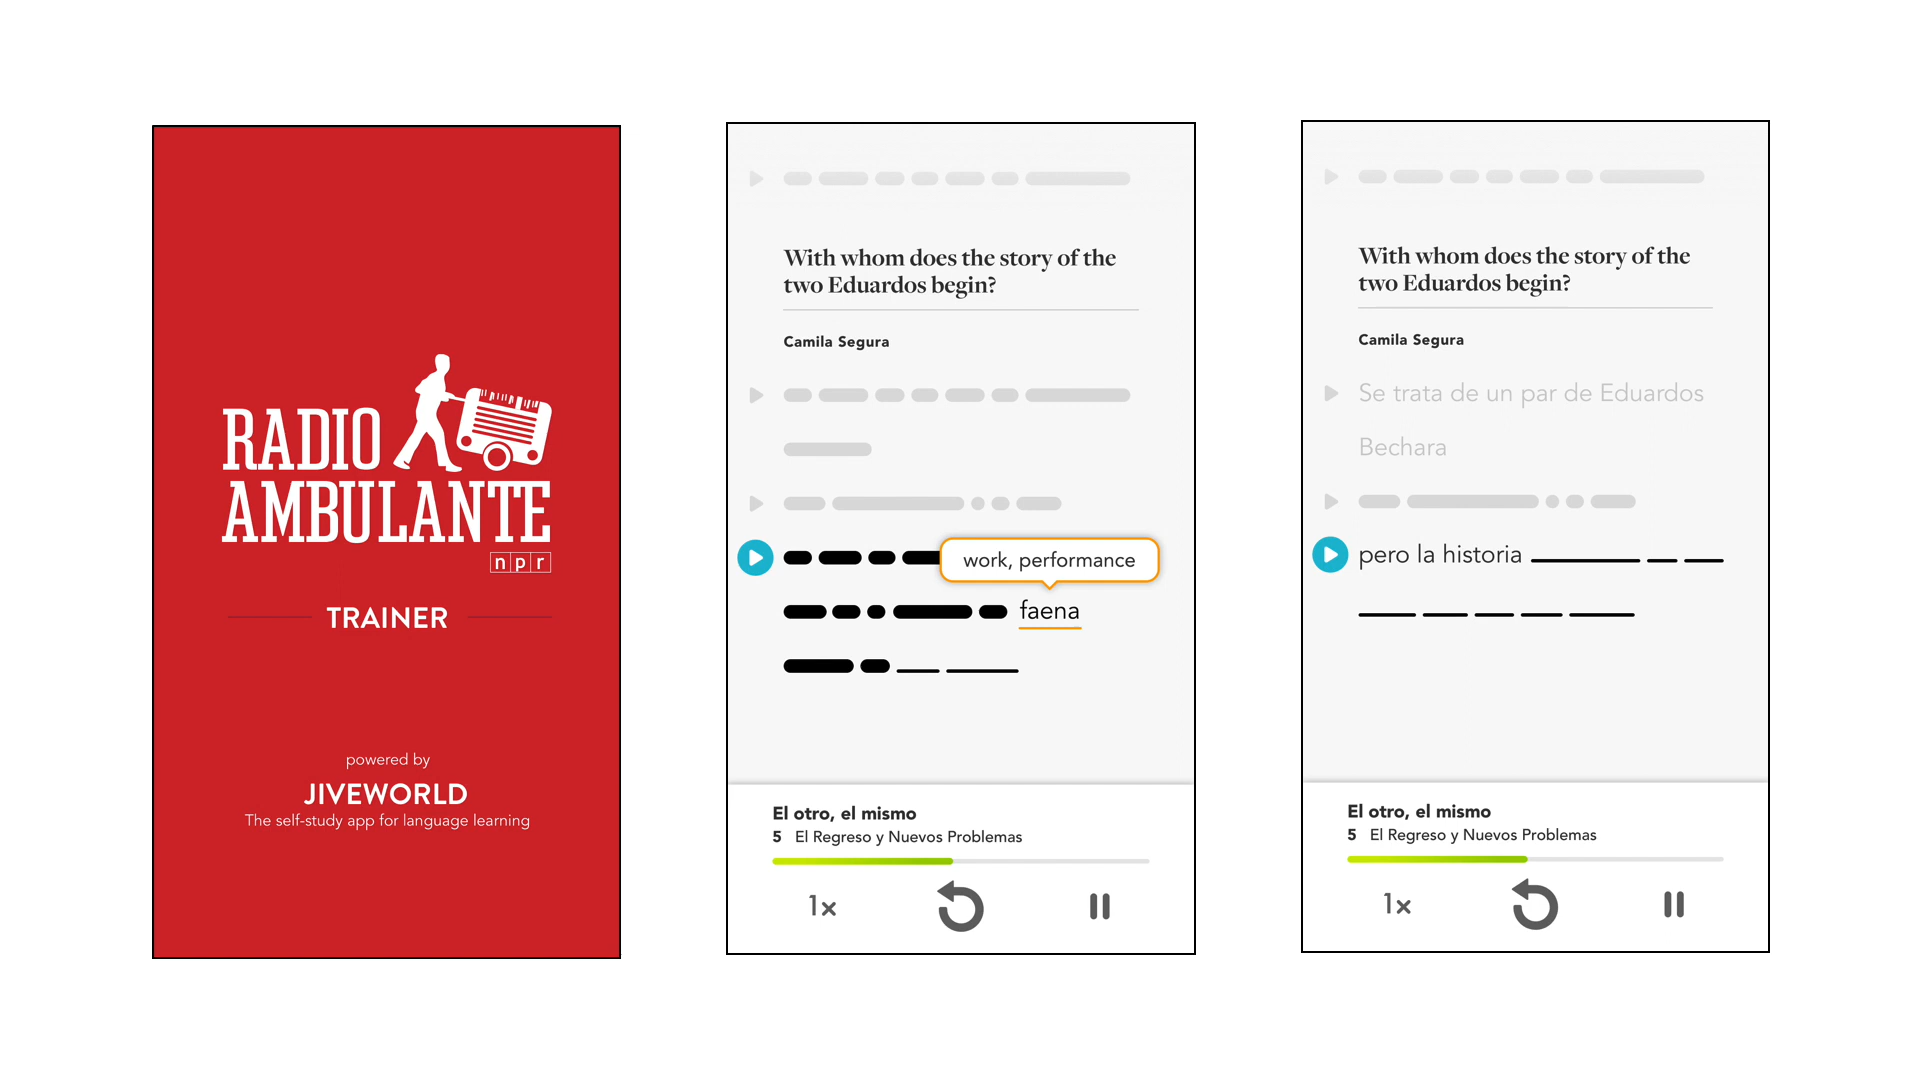 RADIO
AMBULANTE
npr
TRAINER
powered by
JIVEWORLD
The self-study app for language learning
With whom does the story of the
two Eduardos begin?
Camila Segura
work, performance
faena
El otro, el mismo
5 El Regreso y Nuevos Problemas
1x
With whom does the story of the
two Eduardos begin?
Camila Segura
Se trata de un par de Eduardos
Bechara
pero la historia
El otro, el mismo
5 El Regreso y Nuevos Problemas
1x